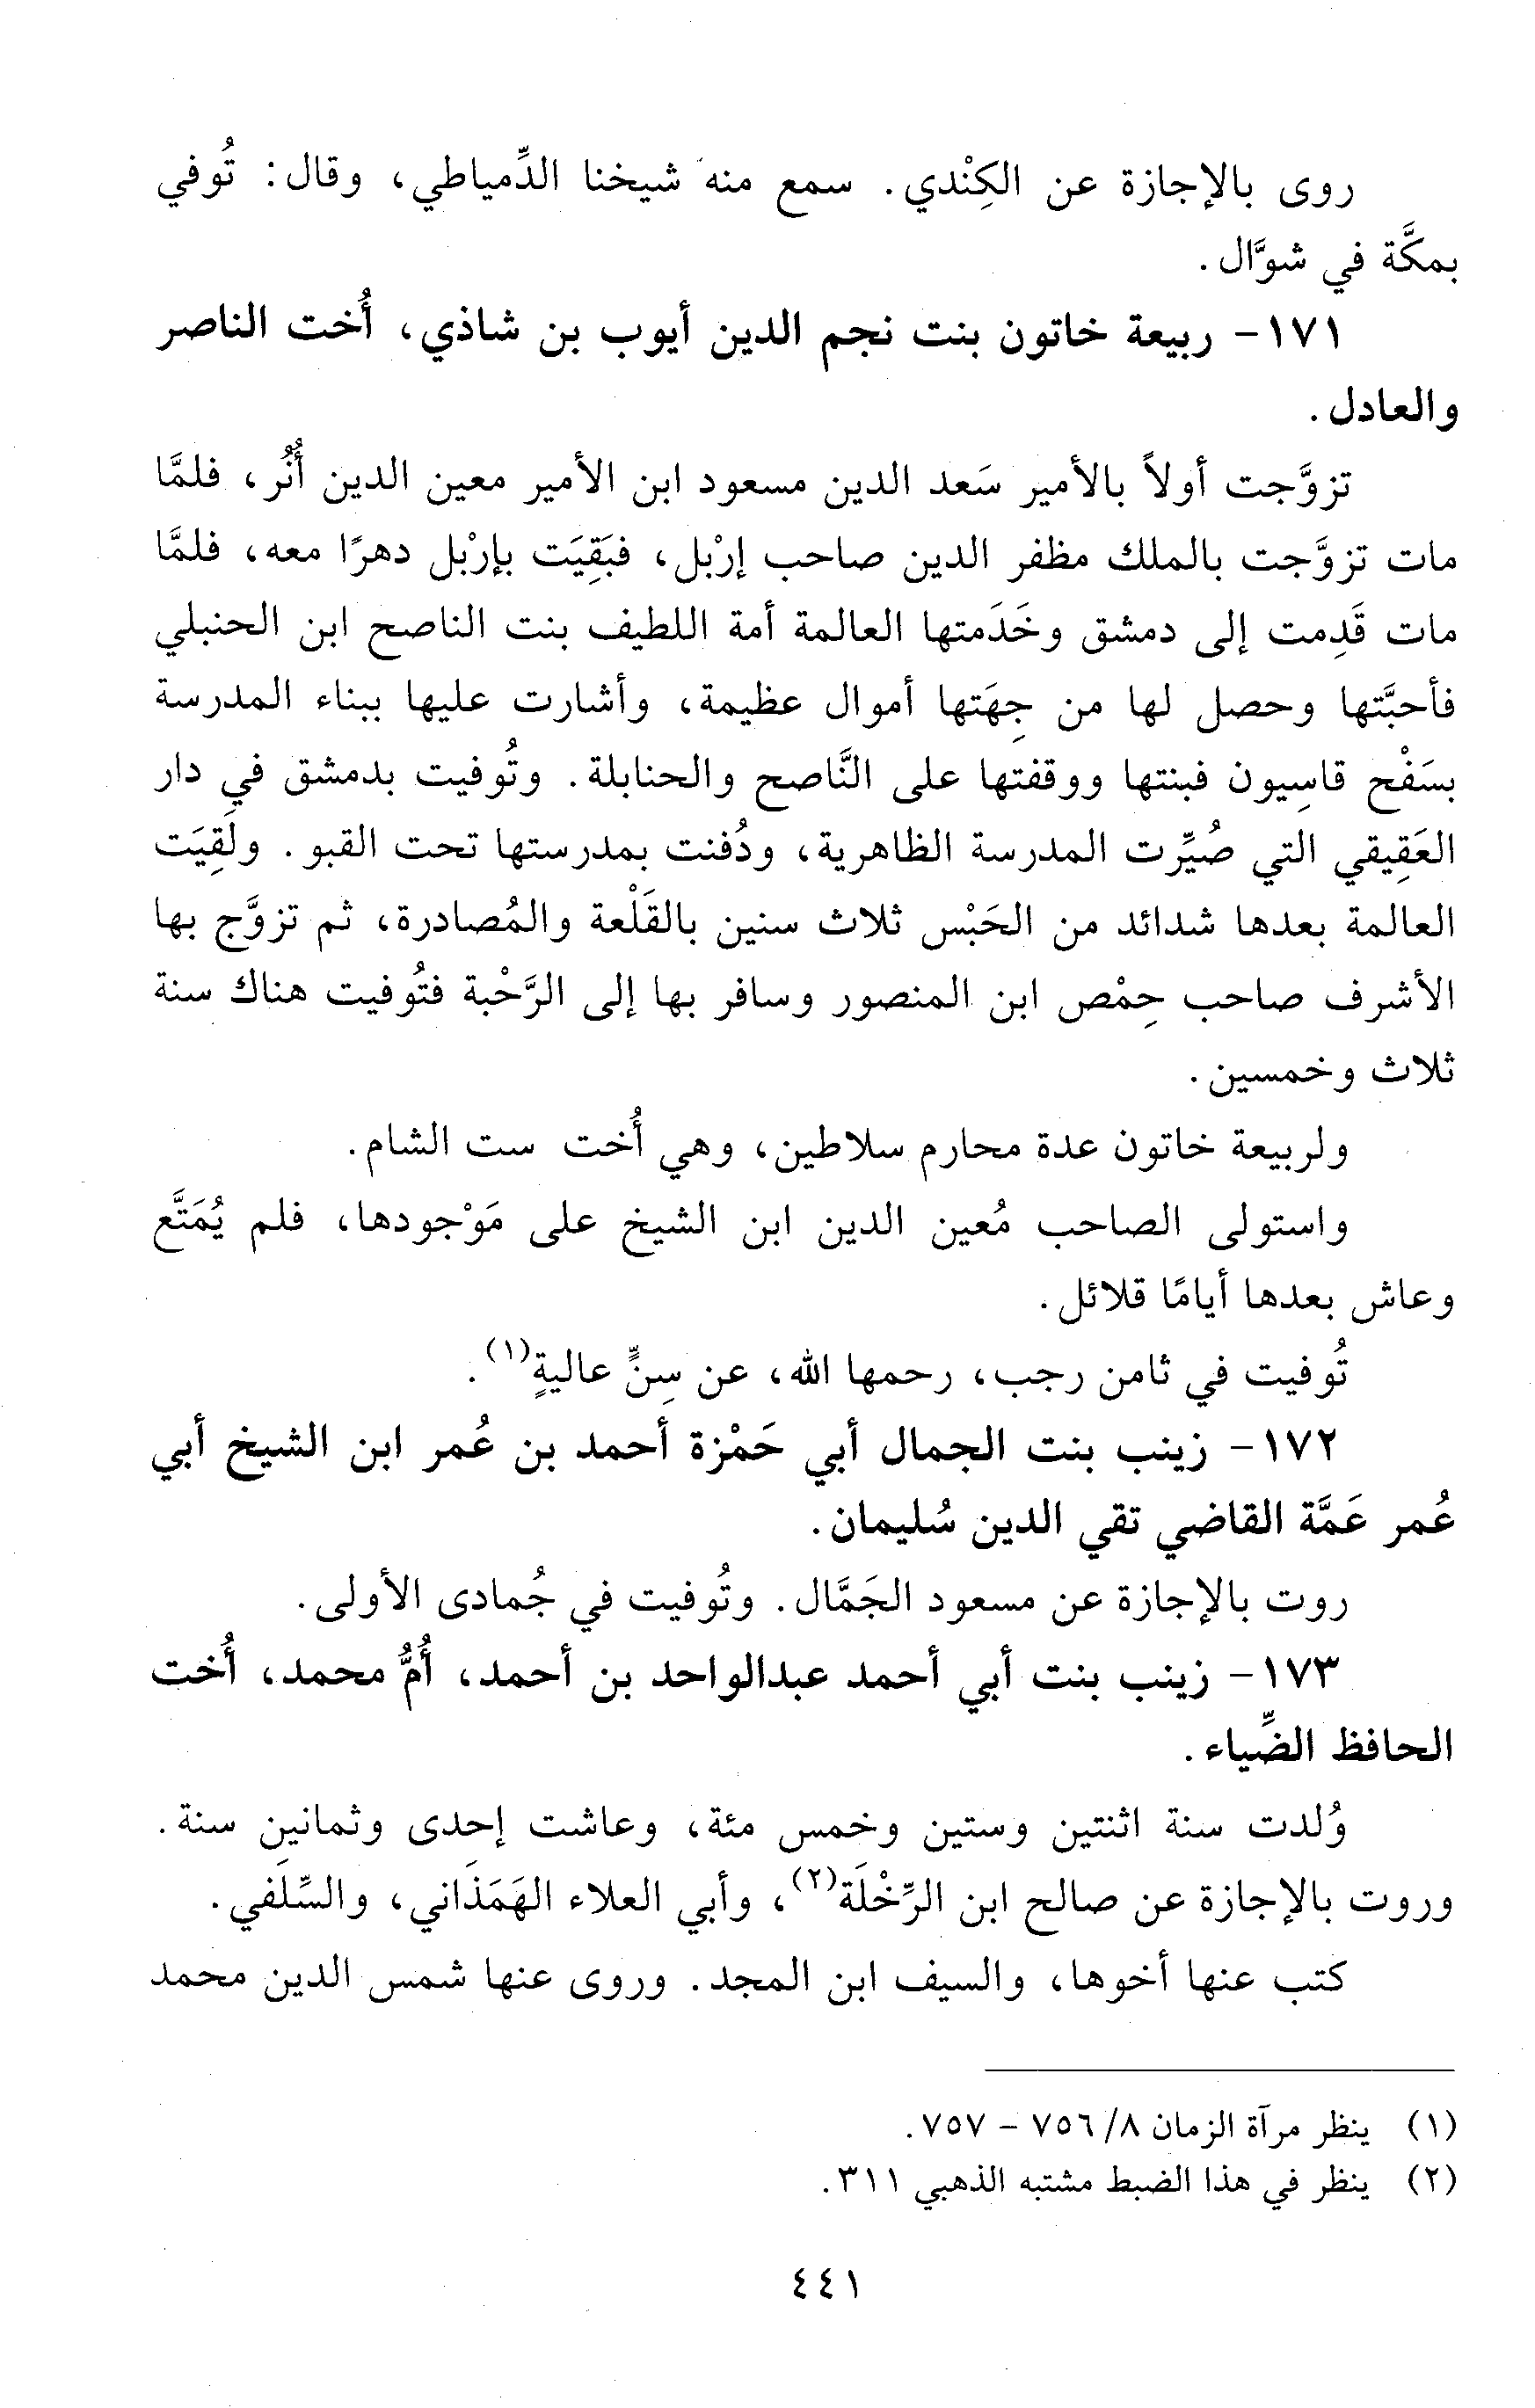 روى بالإجازة عن الكِنْدي. سمع منه شيخنا الدِّمياطي، وقال: تُوفي
بمكَّة في شوَّال.
١٧١- ربيعة خاتون بنت نجم الدين أيوب بن شاذي، أُخت الناصر
والعادل.
تزوَّجت أولاً بالأمير سَعد الدين مسعود ابن الأمير معين الدين أُنُر، فلمَّا
مات تزوَّجت بالملك مظفر الدين صاحب إرْبل، فبَقِيَت بإرْبل دهرًا معه، فلمَّا
مات قَدِمت إلى دمشق وخَدَمتها العالمة أمة اللطيف بنت الناصح ابن الحنبلي
فأحبَّتها وحصل لها من جِهَتها أموال عظيمة، وأشارت عليها ببناء المدرسة
بسَفْح قاسِيون فبنتها ووقفتها على النَّاصح والحنابلة. وتُوفيت بدمشق في دار
العَقِيقي التي صُيِّرت المدرسة الظاهرية، ودُفنت بمدرستها تحت القبو. ولَقِيَت
العالمة بعدها شدائد من الحَبْس ثلاث سنين بالقَلْعة والمُصادرة، ثم تزوَّج بها
الأشرف صاحب حِمْص ابن المنصور وسافر بها إلى الرَّحْبة فتُوفيت هناك سنة
ثلاث وخمسين.
ولربيعة خاتون عدة محارم سلاطين، وهي أُخت ست الشام.
واستولى الصاحب مُعين الدين ابن الشيخ على مَوْجودها، فلم يُمَتَّع
وعاش بعدها أيامًا قلائل.
تُوفيت في ثامن رجب، رحمها الله، عن سِنٍّ عاليةٍ(١).
١٧٢- زينب بنت الجمال أبي حَمْزة أحمد بن عُمر ابن الشيخ أبي
عُمر عَمَّة القاضي تقي الدين سُليمان.
روت بالإجازة عن مسعود الجَمَّال. وتُوفيت في جُمادى الأولى.
١٧٣- زينب بنت أبي أحمد عبدالواحد بن أحمد، أُمُّ محمد، أُخت
الحافظ الضِّياء.
وُلدت سنة اثنتين وستين وخمس مئة، وعاشت إحدى وثمانين سنة.
وروت بالإجازة عن صالح ابن الرِّخْلَة(٢)، وأبي العلاء الهَمَذَاني، والسِّلَفي.
كتب عنها أخوها، والسيف ابن المجد. وروى عنها شمس الدين محمد
(١) ينظر مرآة الزمان ٨/ ٧٥٦ - ٧٥٧.
(٢) ينظر في هذا الضبط مشتبه الذهبي ٣١١.
٤٤١